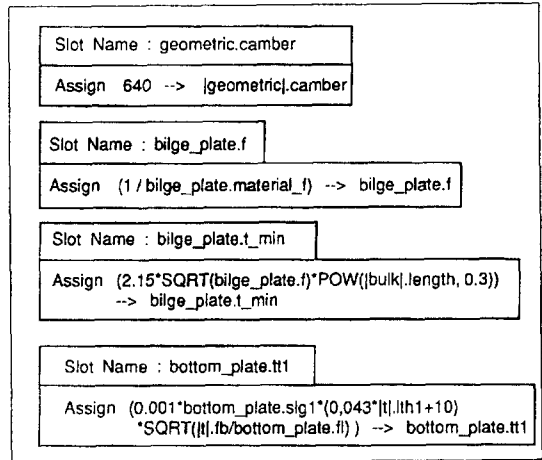 Slot Name : geometric.camber
Assign 640 --> |geometric|.camber
Slot Name : bilge_plate.f
Assign (1 / bilge_plate.material_f) --> bilge_plate.f
Slot Name : bilge_plate.t_min
Assign (2.15*SQRT(bilge_plate.f)*POW(|bulk|.length, 0.3))
--> bilge_plate.t_min
Slot Name : bottom_plate.tt1
Assign (0.001*bottom_plate.slg1*(0,043*|t|.lth1+10)
*SQRT(|t|.fb/bottom_plate.fl) ) --> bottom_plate.tt1